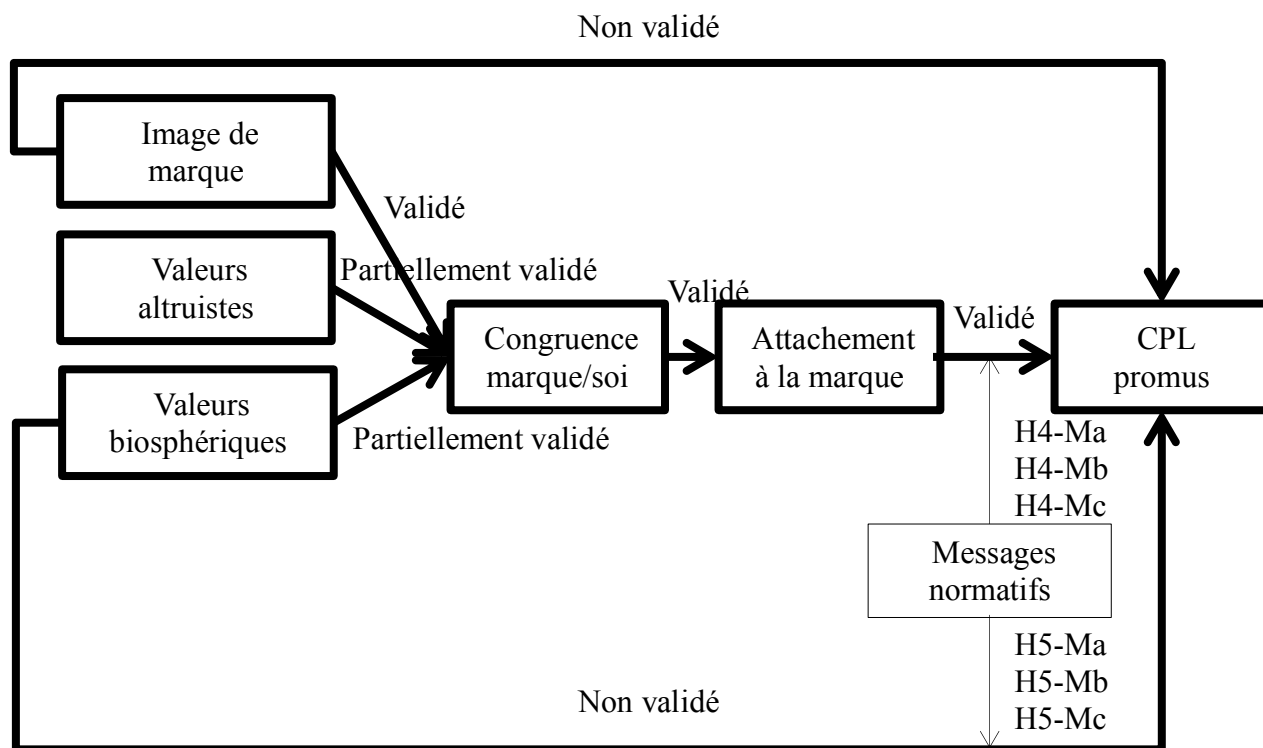 Non validé
Image de
marque
Validé
Valeurs
altruistes
Partiellement validé
Valeurs
biosphériques
Partiellement validé
Congruence
marque/soi
Validé
Attachement
à la marque
Validé
CPL
promus
H4-Ma
H4-Mb
H4-Mc
Messages
normatifs
H5-Ma
H5-Mb
H5-Mc
Non validé